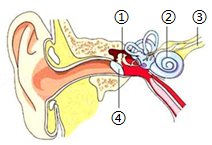 ① ② ③
④